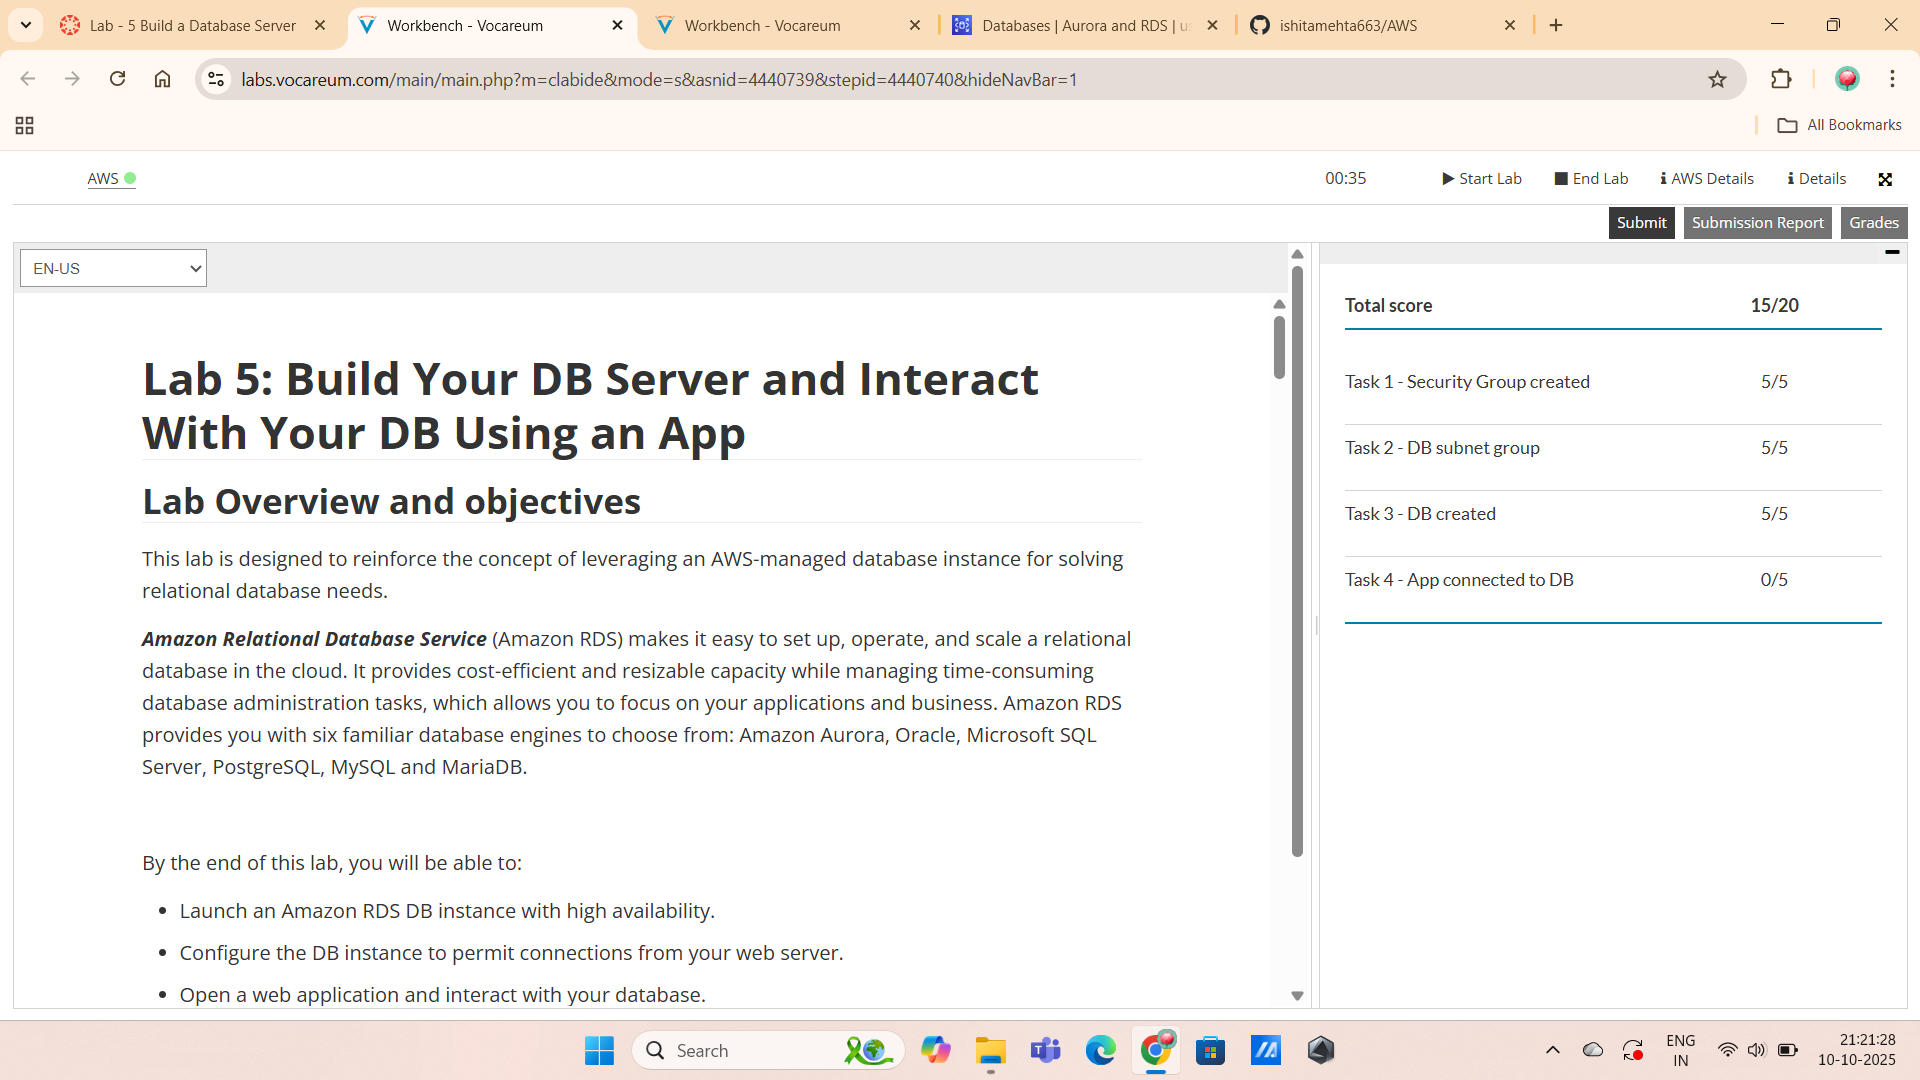 Lab - 5 Build a Database Server
Workbench - Vocareum
Workbench - Vocareum
Databases | Aurora and RDS | us
ishitamehta663/AWS
labs.vocareum.com/main/main.php?m=clabide&mode=s&asnid=4440739&stepid=4440740&hideNavBar=1
All Bookmarks
AWS
00:35
Start Lab
End Lab
AWS Details
Details
Submit
Submission Report
Grades
EN-US
Lab 5: Build Your DB Server and Interact
With Your DB Using an App
Lab Overview and objectives
This lab is designed to reinforce the concept of leveraging an AWS-managed database instance for solving
relational database needs.
Amazon Relational Database Service (Amazon RDS) makes it easy to set up, operate, and scale a relational
database in the cloud. It provides cost-efficient and resizable capacity while managing time-consuming
database administration tasks, which allows you to focus on your applications and business. Amazon RDS
provides you with six familiar database engines to choose from: Amazon Aurora, Oracle, Microsoft SQL
Server, PostgreSQL, MySQL and MariaDB.
By the end of this lab, you will be able to:
• Launch an Amazon RDS DB instance with high availability.
• Configure the DB instance to permit connections from your web server.
• Open a web application and interact with your database.
Total score 15/20
Task 1 - Security Group created 5/5
Task 2 - DB subnet group 5/5
Task 3 - DB created 5/5
Task 4 - App connected to DB 0/5
Search
ENG
IN
21:21:28
10-10-2025